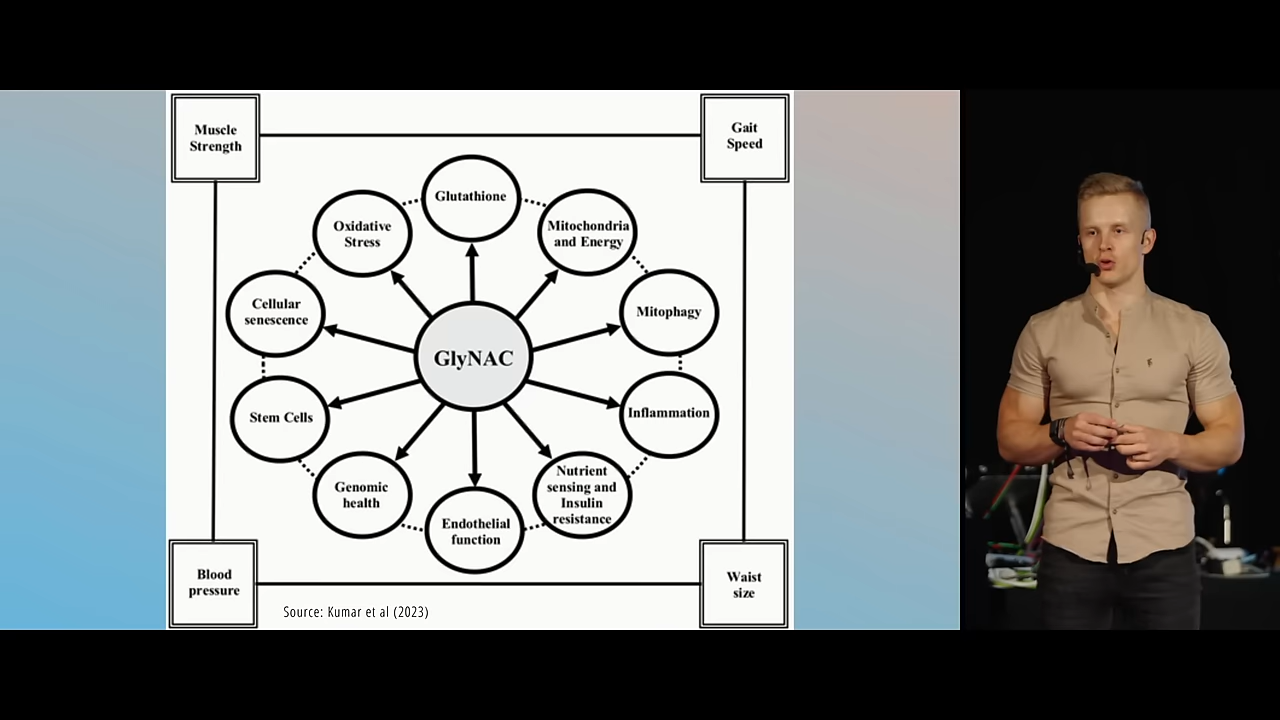 Muscle
Strength
Gait
Speed
Glutathione
Oxidative
Stress
Mitochondria
and Energy
Cellular
senescence
Mitophagy
GlyNAC
Stem Cells
Inflammation
Genomic
health
Nutrient
sensing and
Insulin
resistance
Endothelial
function
Blood
pressure
Waist
size
Source: Kumar et al (2023)